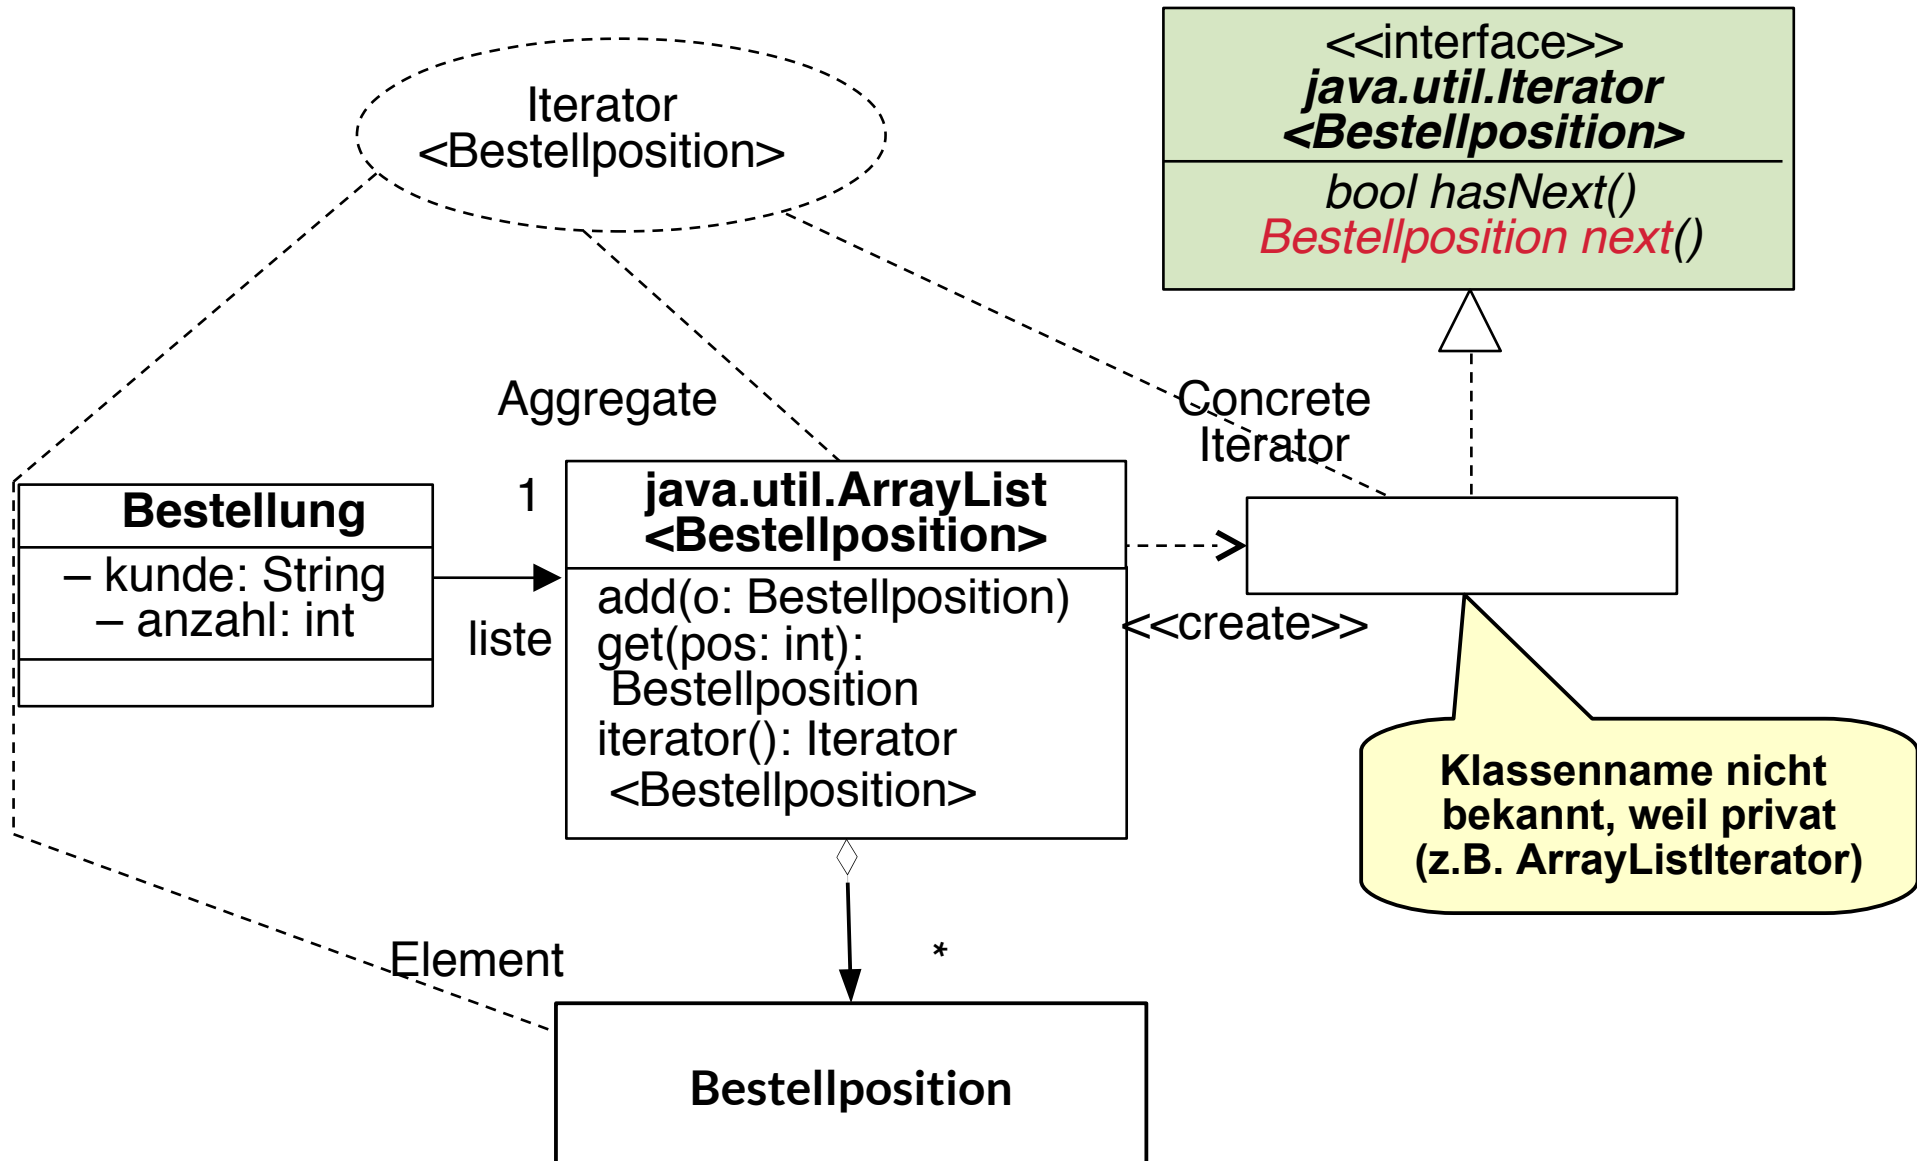 Iterator
<Bestellposition>
<<interface>>
java.util.Iterator
<Bestellposition>
bool hasNext()
Bestellposition next()
Aggregate
Concrete
Iterator
Bestellung
– kunde: String
– anzahl: int
1
liste
java.util.ArrayList
<Bestellposition>
add(o: Bestellposition)
get(pos: int):
Bestellposition
iterator(): Iterator
<Bestellposition>
<<create>>
Klassenname nicht
bekannt, weil privat
(z.B. ArrayListIterator)
Element
*
Bestellposition